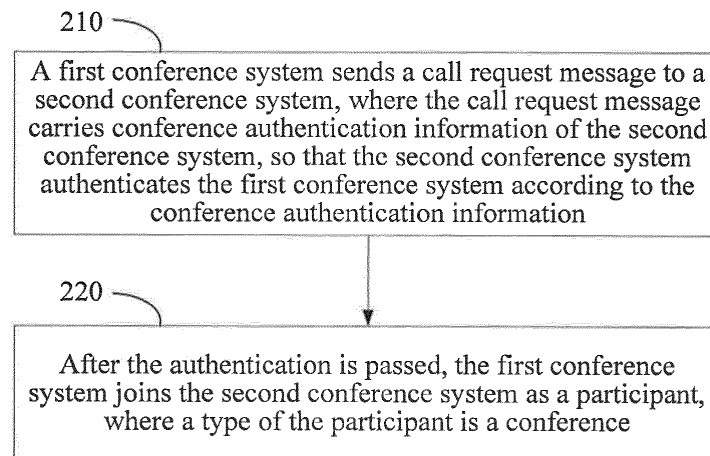 210
A first conference system sends a call request message to a
second conference system, where the call request message
carries conference authentication information of the second
conference system, so that the second conference system
authenticates the first conference system according to the
conference authentication information
220
After the authentication is passed, the first conference
system joins the second conference system as a participant,
where a type of the participant is a conference